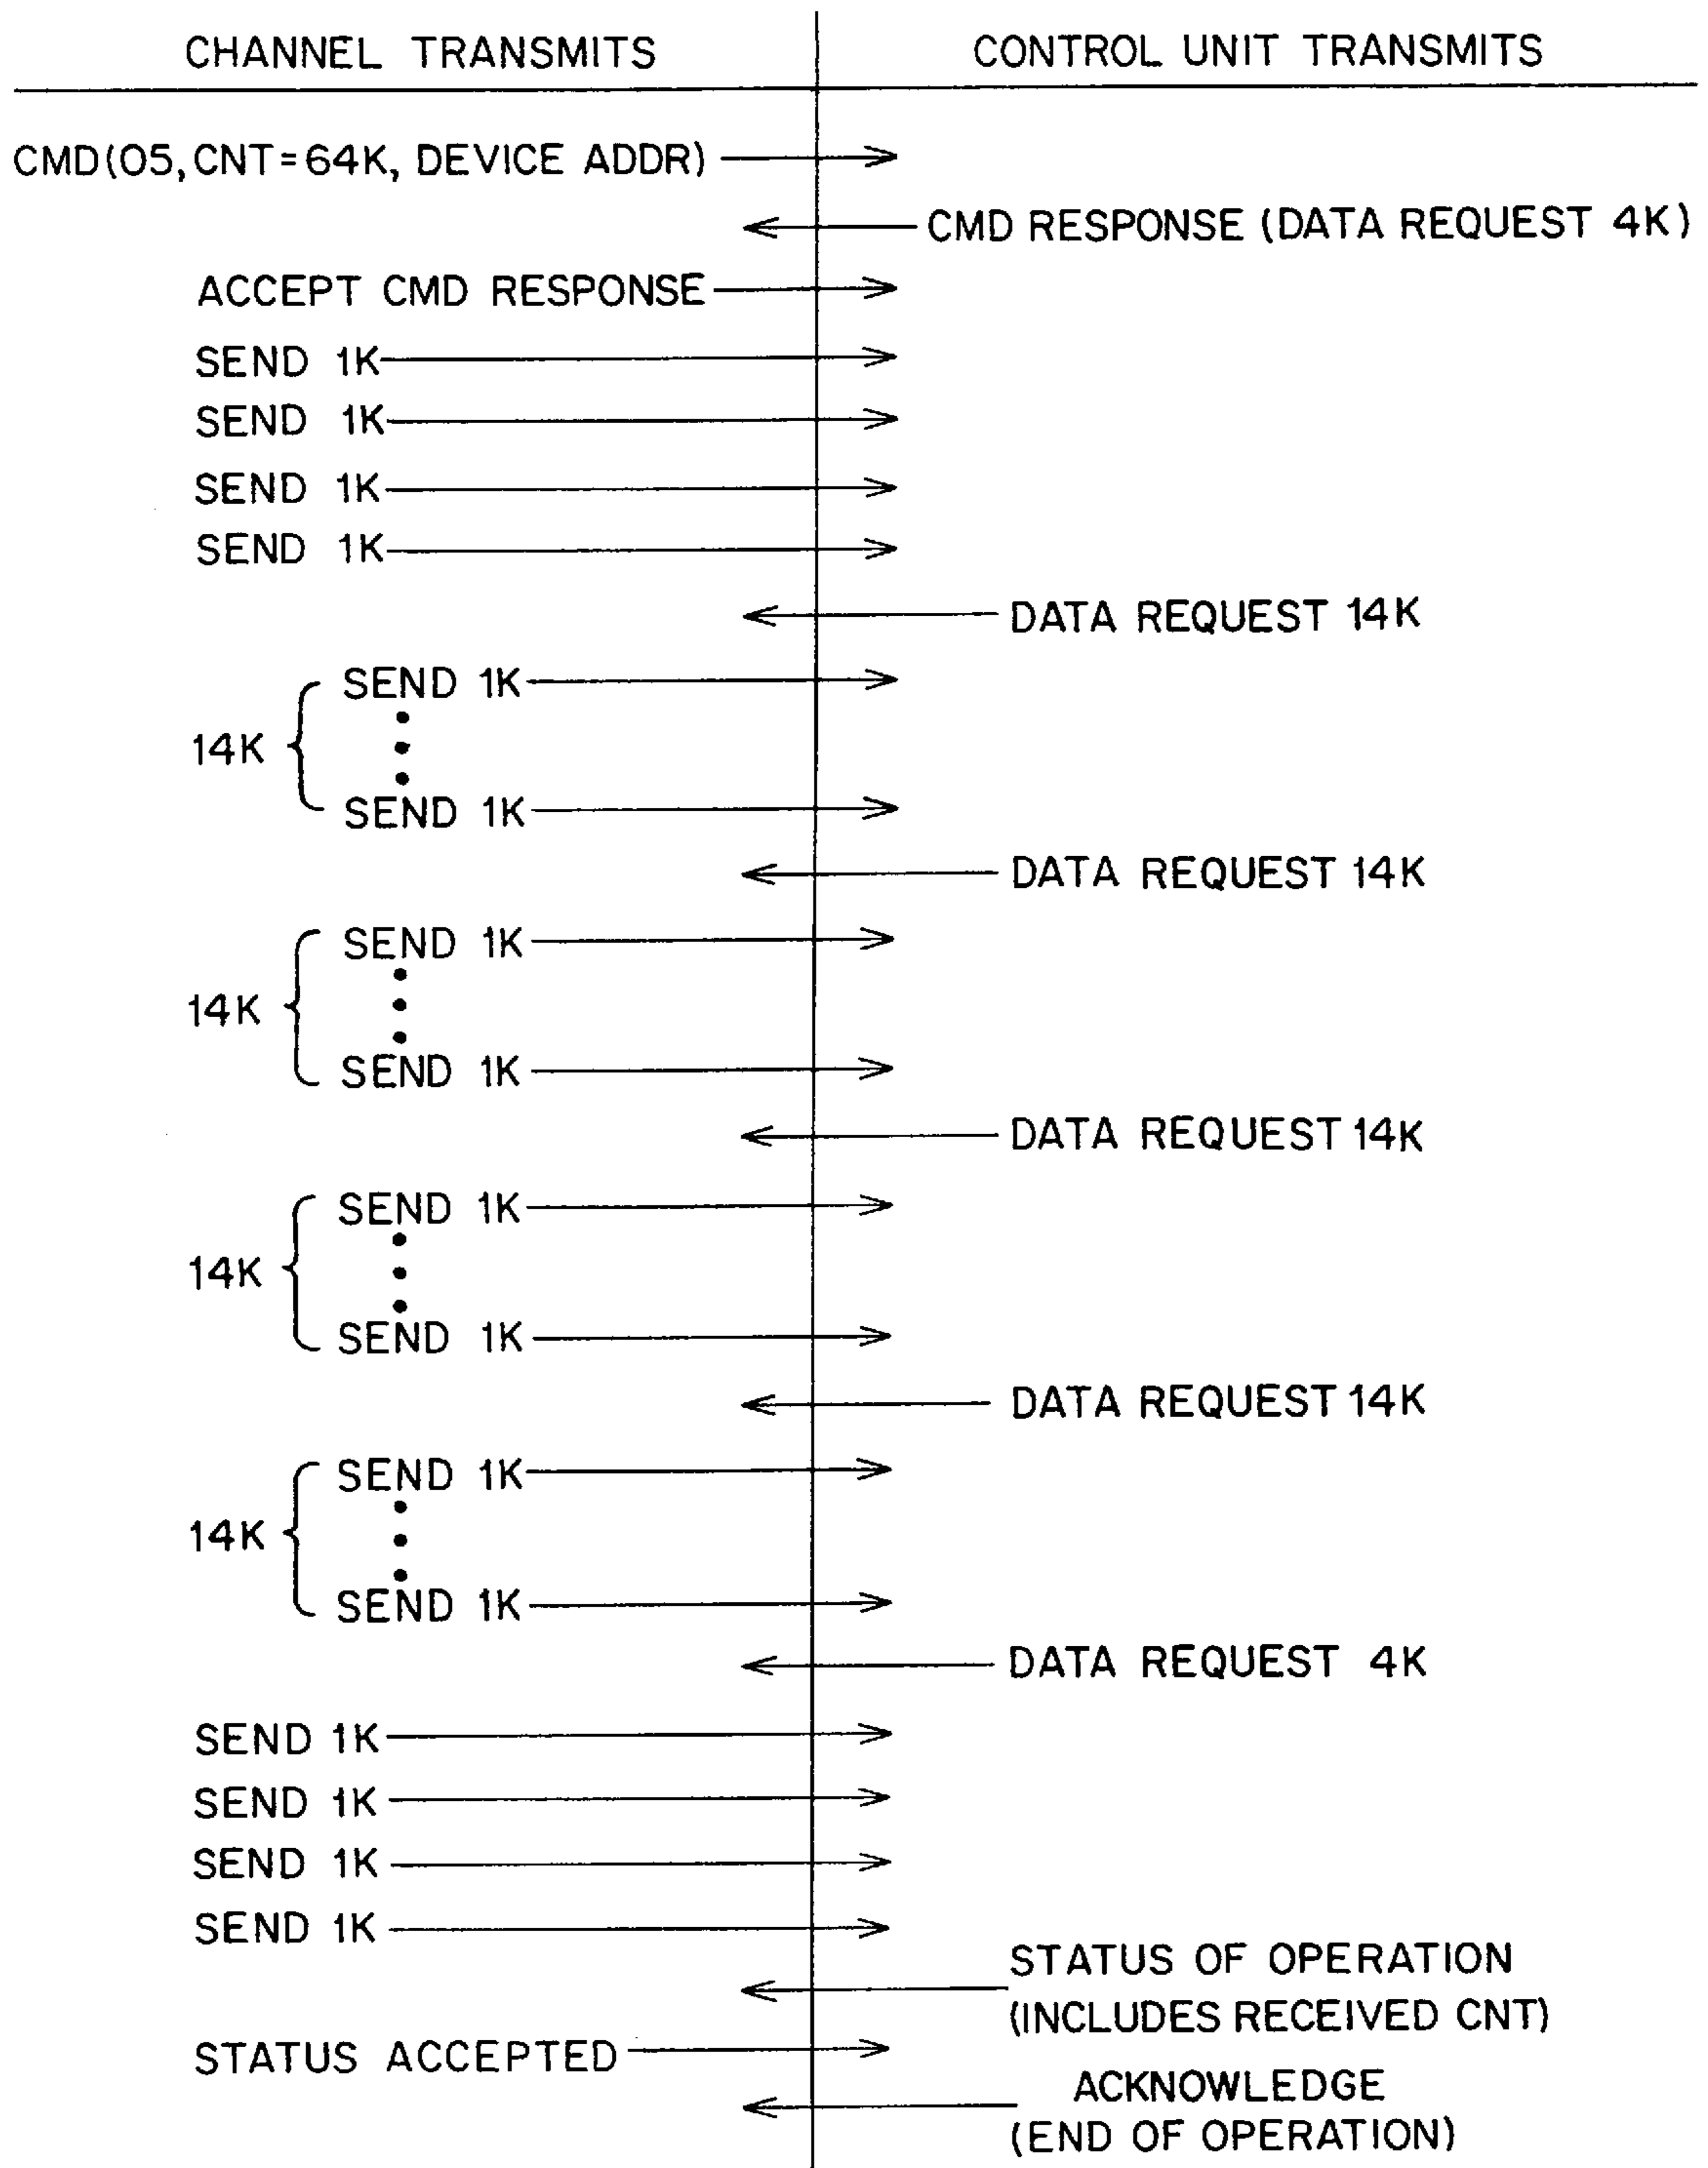 CHANNEL TRANSMITS CONTROL UNIT TRANSMITS
CMD(05, CNT=64K, DEVICE ADDR)
CMD RESPONSE (DATA REQUEST 4K)
ACCEPT CMD RESPONSE
SEND 1K
SEND 1K
SEND 1K
SEND 1K
DATA REQUEST 14K
SEND 1K
14K
SEND 1K
DATA REQUEST 14K
SEND 1K
14K
SEND 1K
DATA REQUEST 14K
SEND 1K
14K
SEND 1K
DATA REQUEST 14K
SEND 1K
14K
SEND 1K
DATA REQUEST 4K
SEND 1K
SEND 1K
SEND 1K
SEND 1K
STATUS OF OPERATION
(INCLUDES RECEIVED CNT)
STATUS ACCEPTED
ACKNOWLEDGE
(END OF OPERATION)